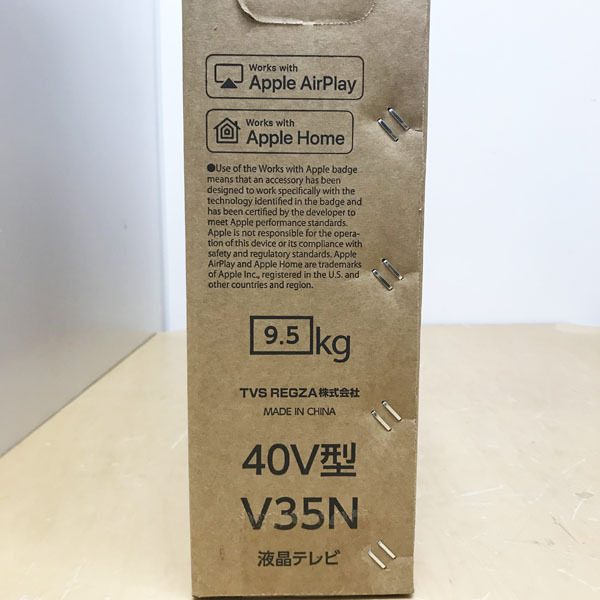 Works with
Apple AirPlay
Works with
Apple Home
●Use of the Works with Apple badge
means that an accessory has been
designed to work specifically with the
technology identified in the badge and
has been certified by the developer to
meet Apple performance standards.
Apple is not responsible for the opera-
tion of this device or its compliance with
safety and regulatory standards. Apple
AirPlay and Apple Home are trademarks
of Apple Inc., registered in the U.S. and
other countries and region.
9.5 kg
TVS REGZA株式会社
MADE IN CHINA
40V型
V35N
液晶テレビ